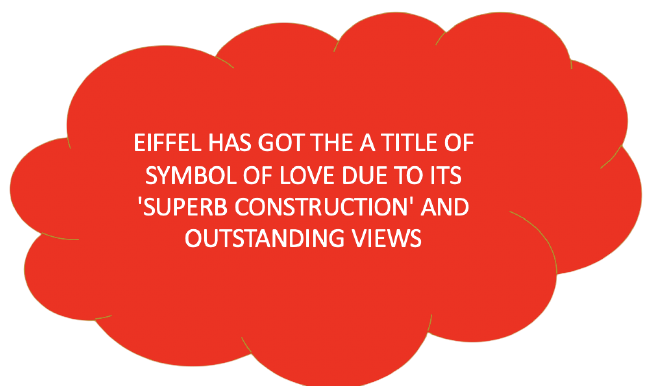 EIFFEL HAS GOT THE A TITLE OF
SYMBOL OF LOVE DUE TO ITS
'SUPERB CONSTRUCTION' AND
OUTSTANDING VIEWS